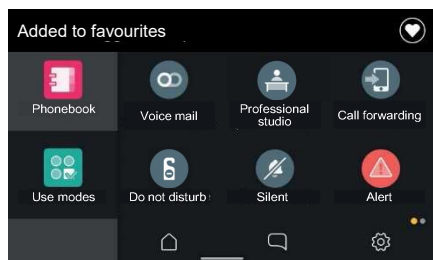 Added to favourites
Phonebook
Voice mail
Professional
studio
Call forwarding
Use modes
Do not disturb
Silent
Alert